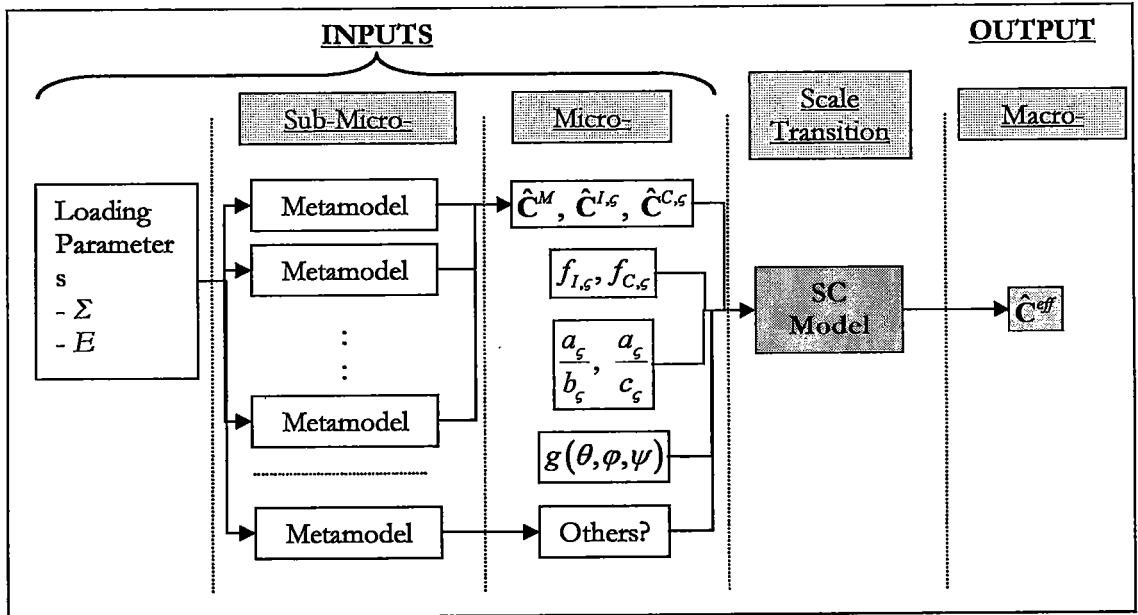 INPUTS
OUTPUT
Sub-Micro-
Micro-
Scale
Transition
Macro-
Loading
Parameter
s
- Σ
- E
Metamodel
Metamodel
:
:
Metamodel
Metamodel
Ĉ^M, Ĉ^{I,ς}, Ĉ^{C,ς}
f_{I,ς}, f_{C,ς}
a_ς/b_ς, a_ς/c_ς
g(θ,φ,ψ)
Others?
SC
Model
Ĉ^{eff}